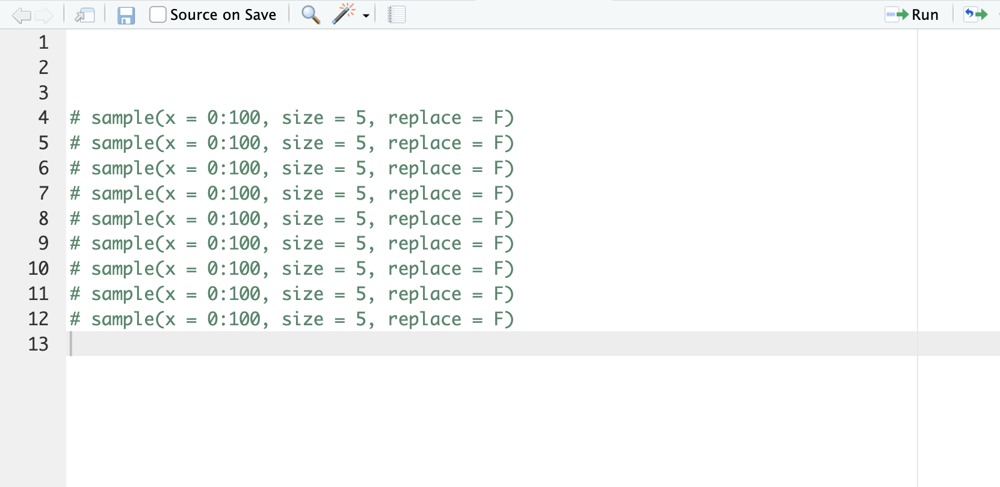 Source on Save Run
1
2
3
4 # sample(x = 0:100, size = 5, replace = F)
5 # sample(x = 0:100, size = 5, replace = F)
6 # sample(x = 0:100, size = 5, replace = F)
7 # sample(x = 0:100, size = 5, replace = F)
8 # sample(x = 0:100, size = 5, replace = F)
9 # sample(x = 0:100, size = 5, replace = F)
10 # sample(x = 0:100, size = 5, replace = F)
11 # sample(x = 0:100, size = 5, replace = F)
12 # sample(x = 0:100, size = 5, replace = F)
13